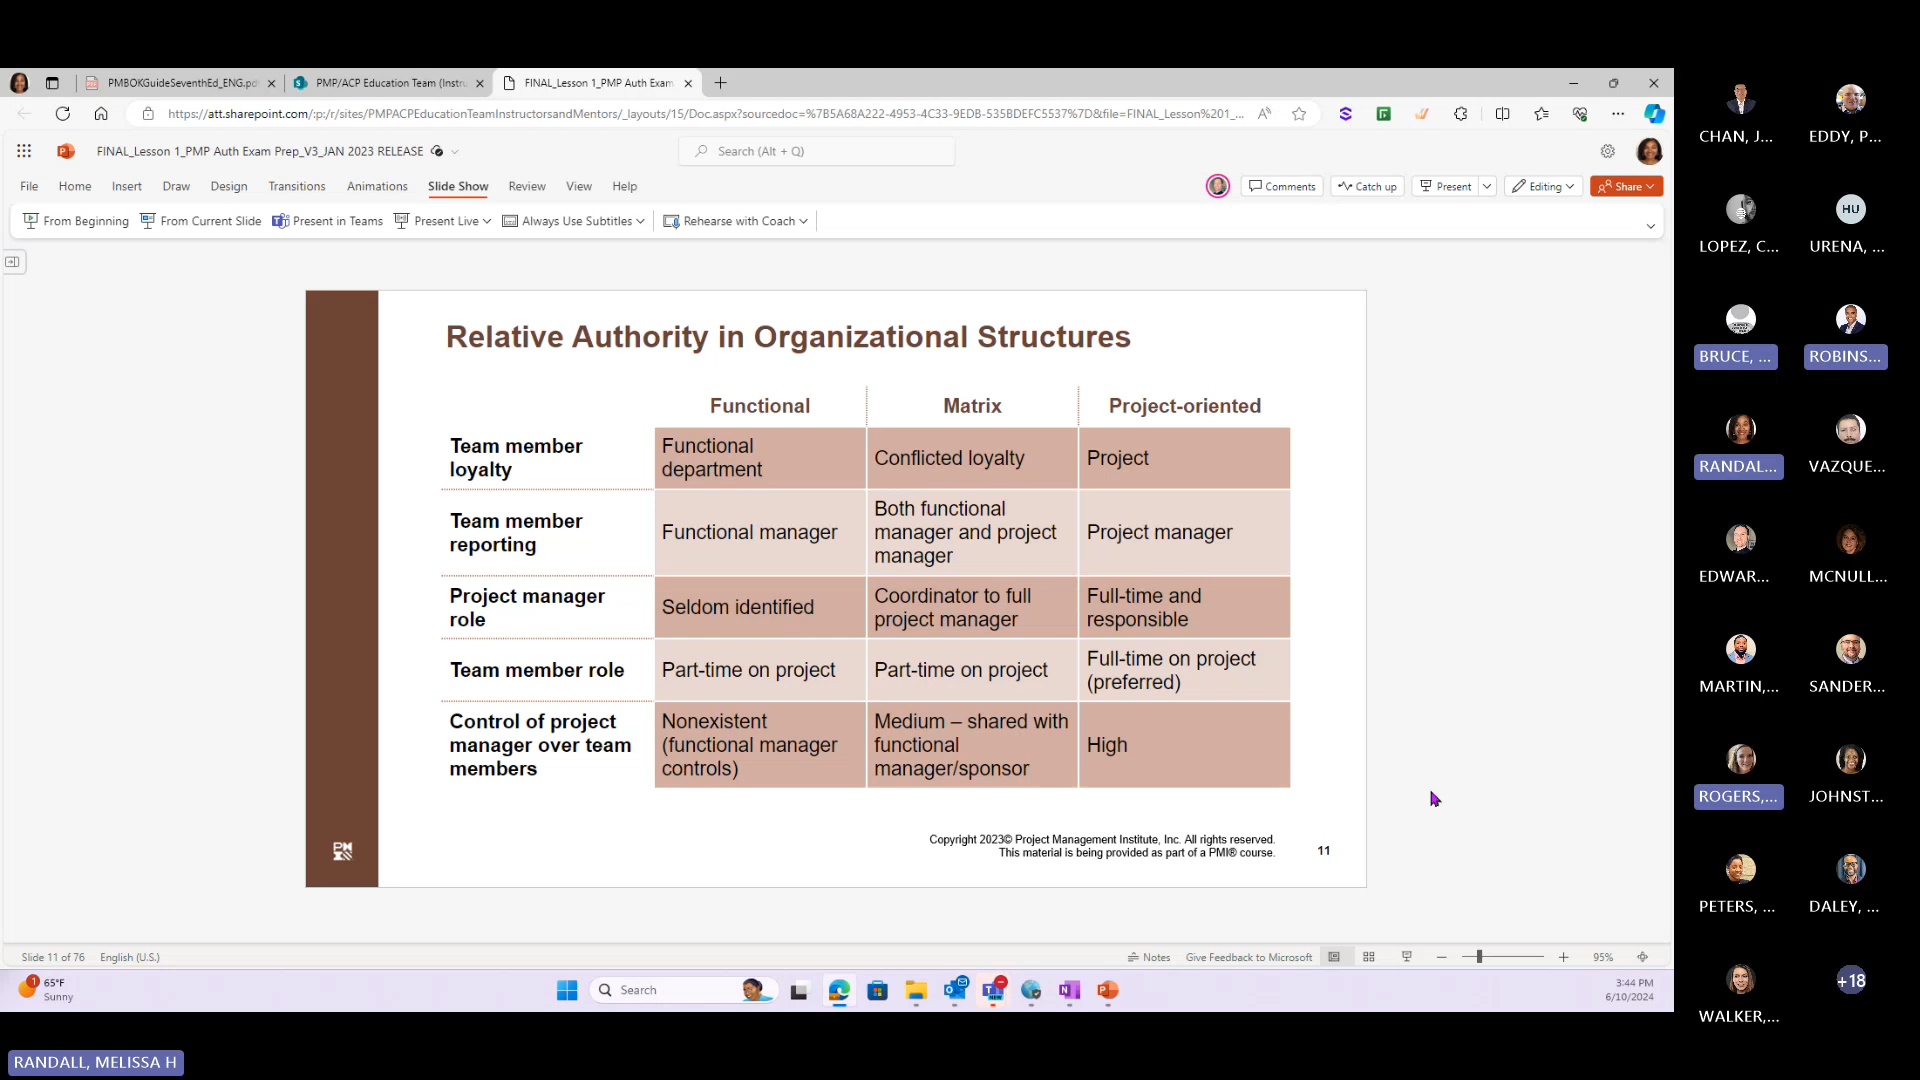 PMBOKGuideSeventhEd_ENG.pd
PMP/ACP Education Team (Instru
FINAL_Lesson 1_PMP Auth Exam
https://att.sharepoint.com/:p:/r/sites/PMPACPEducationTeamInstructorsandMentors/_layouts/15/Doc.aspx?sourcedoc=%7B5A68A222-4953-4C33-9EDB-535BDEFC5537%7D&file=FINAL_Lesson%201_...
FINAL_Lesson 1_PMP Auth Exam Prep_V3_JAN 2023 RELEASE
Search (Alt + Q)
File Home Insert Draw Design Transitions Animations Slide Show Review View Help
Comments Catch up Present Editing Share
From Beginning From Current Slide Present in Teams Present Live Always Use Subtitles Rehearse with Coach
Relative Authority in Organizational Structures
Functional Matrix Project-oriented
Team member loyalty
Functional department
Conflicted loyalty
Project
Team member reporting
Functional manager
Both functional manager and project manager
Project manager
Project manager role
Seldom identified
Coordinator to full project manager
Full-time and responsible
Team member role
Part-time on project
Part-time on project
Full-time on project (preferred)
Control of project manager over team members
Nonexistent (functional manager controls)
Medium – shared with functional manager/sponsor
High
Copyright 2023© Project Management Institute, Inc. All rights reserved.
This material is being provided as part of a PMI® course.
11
Slide 11 of 76 English (U.S.)
Notes Give Feedback to Microsoft 95%
1
65°F
Sunny
Search
NEW
3:44 PM
6/10/2024
CHAN, J... EDDY, P...
HU
LOPEZ, C... URENA, ...
BRUCE, ... ROBINS...
RANDAL... VAZQUE...
EDWAR... MCNULL...
MARTIN,... SANDER...
ROGERS,... JOHNST...
PETERS, ... DALEY, ...
+18
WALKER,...
RANDALL, MELISSA H